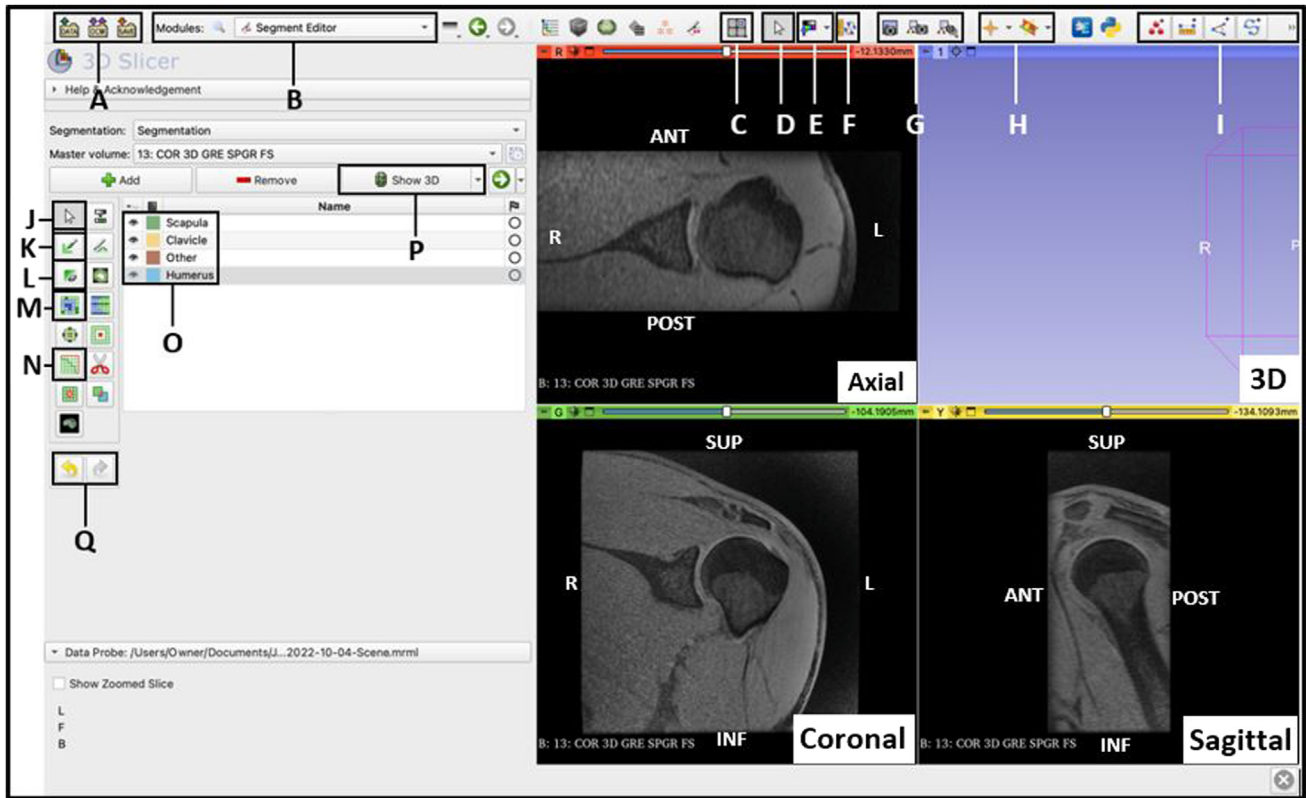 DATA DCM SAVE Modules: Segment Editor
3D Slicer
Help & Acknowledgement
A B
Segmentation: Segmentation
Master volume: 13: COR 3D GRE SPGR FS
Add Remove Show 3D
Name
Scapula
Clavicle
Other
Humerus
J
K
L
M
N
O
P
Q
Data Probe: /Users/Owner/Documents/J...2022-10-04-Scene.mrml
Show Zoomed Slice
L
F
B
R -12.1330mm
C D E F G H I
ANT
R L
POST
B: 13: COR 3D GRE SPGR FS
Axial
1
R P
3D
G -104.1905mm
SUP
R L
INF
B: 13: COR 3D GRE SPGR FS
Coronal
Y -134.1093mm
SUP
ANT POST
INF
B: 13: COR 3D GRE SPGR FS
Sagittal